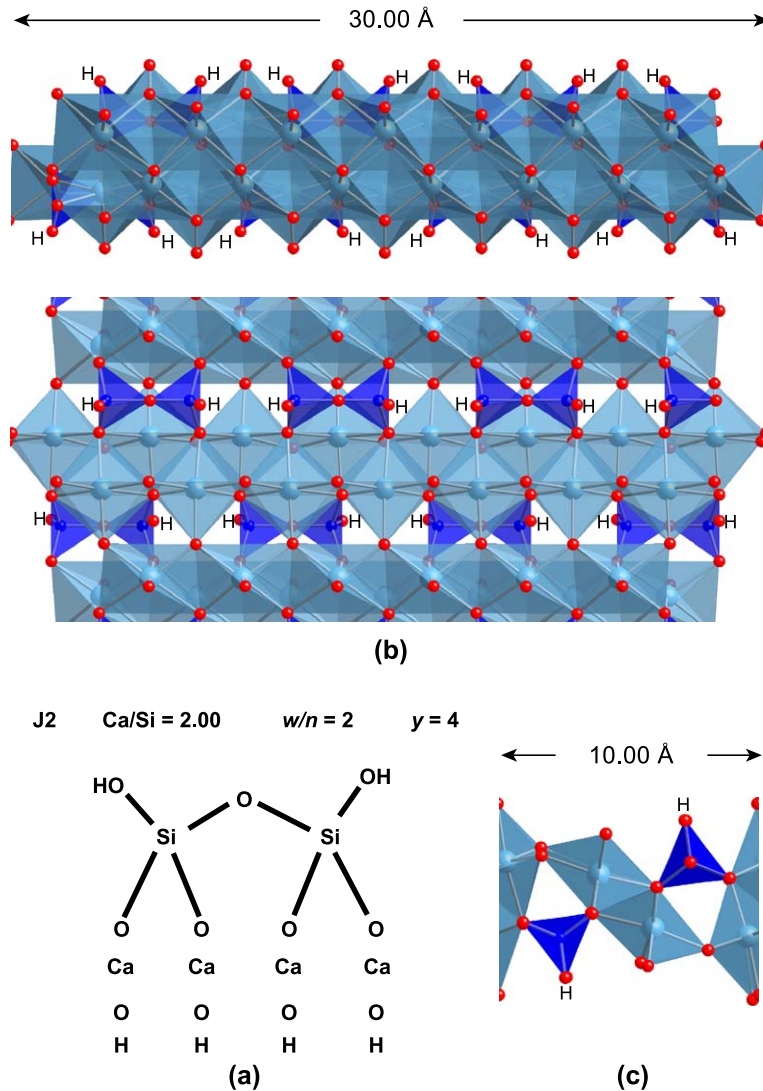 30.00 Å
H H H H H H H
H H H H H H H H
H H H H H H
H H H H H H H H
(b)
J2 Ca/Si = 2.00 w/n = 2 y = 4
10.00 Å
HO O OH
Si Si
O O O O
Ca Ca Ca Ca
O O O O
H H H H
H
H
(a)
(c)